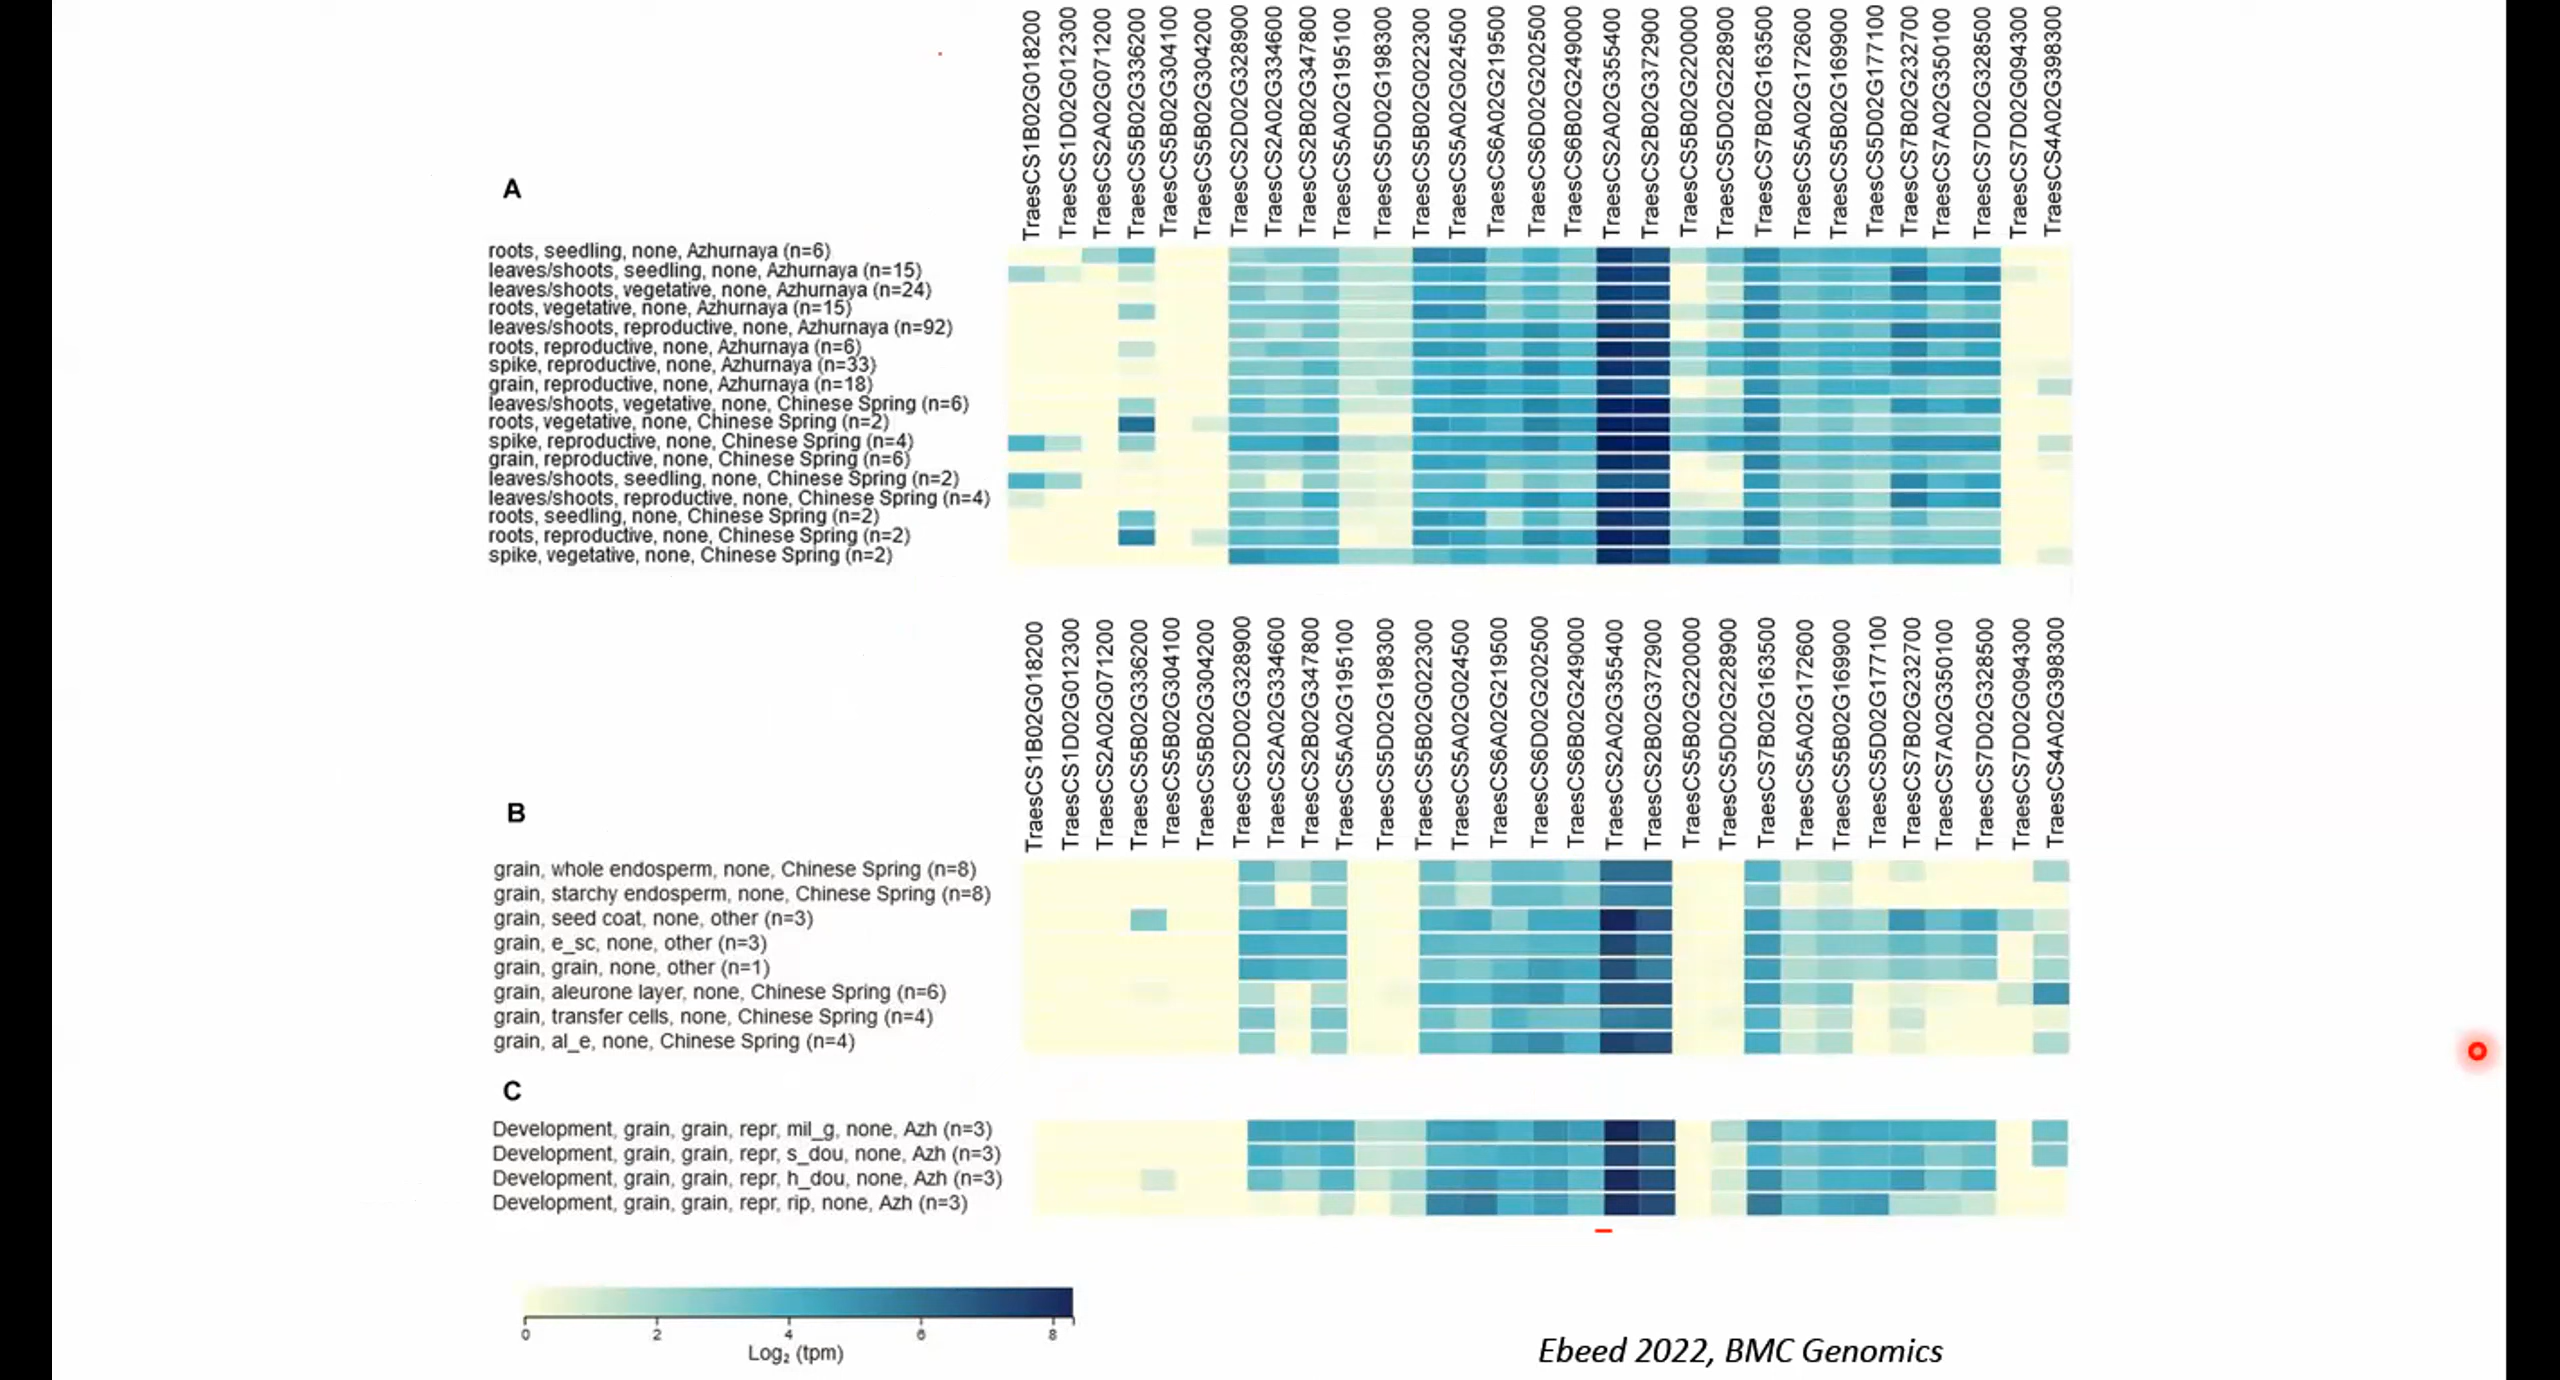 TraesCS1B02G018200
TraesCS1D02G012300
TraesCS2A02G071200
TraesCS5B02G336200
TraesCS5B02G304100
TraesCS5B02G304200
TraesCS2D02G328900
TraesCS2A02G334600
TraesCS2B02G347800
TraesCS5A02G195100
TraesCS5D02G198300
TraesCS5B02G022300
TraesCS5A02G024500
TraesCS6A02G219500
TraesCS6D02G202500
TraesCS6B02G249000
TraesCS2A02G355400
TraesCS2B02G372900
TraesCS5B02G220000
TraesCS5D02G228900
TraesCS7B02G163500
TraesCS5A02G172600
TraesCS5B02G169900
TraesCS5D02G177100
TraesCS7B02G232700
TraesCS7A02G350100
TraesCS7D02G328500
TraesCS7D02G094300
TraesCS4A02G398300
A
roots, seedling, none, Azhurnaya (n=6)
leaves/shoots, seedling, none, Azhurnaya (n=15)
leaves/shoots, vegetative, none, Azhurnaya (n=24)
roots, vegetative, none, Azhurnaya (n=15)
leaves/shoots, reproductive, none, Azhurnaya (n=92)
roots, reproductive, none, Azhurnaya (n=6)
spike, reproductive, none, Azhurnaya (n=33)
grain, reproductive, none, Azhurnaya (n=18)
leaves/shoots, vegetative, none, Chinese Spring (n=6)
roots, vegetative, none, Chinese Spring (n=2)
spike, reproductive, none, Chinese Spring (n=4)
grain, reproductive, none, Chinese Spring (n=6)
leaves/shoots, seedling, none, Chinese Spring (n=2)
leaves/shoots, reproductive, none, Chinese Spring (n=4)
roots, seedling, none, Chinese Spring (n=2)
roots, reproductive, none, Chinese Spring (n=2)
spike, vegetative, none, Chinese Spring (n=2)
TraesCS1B02G018200
TraesCS1D02G012300
TraesCS2A02G071200
TraesCS5B02G336200
TraesCS5B02G304100
TraesCS5B02G304200
TraesCS2D02G328900
TraesCS2A02G334600
TraesCS2B02G347800
TraesCS5A02G195100
TraesCS5D02G198300
TraesCS5B02G022300
TraesCS5A02G024500
TraesCS6A02G219500
TraesCS6D02G202500
TraesCS6B02G249000
TraesCS2A02G355400
TraesCS2B02G372900
TraesCS5B02G220000
TraesCS5D02G228900
TraesCS7B02G163500
TraesCS5A02G172600
TraesCS5B02G169900
TraesCS5D02G177100
TraesCS7B02G232700
TraesCS7A02G350100
TraesCS7D02G328500
TraesCS7D02G094300
TraesCS4A02G398300
B
grain, whole endosperm, none, Chinese Spring (n=8)
grain, starchy endosperm, none, Chinese Spring (n=8)
grain, seed coat, none, other (n=3)
grain, e_sc, none, other (n=3)
grain, grain, none, other (n=1)
grain, aleurone layer, none, Chinese Spring (n=6)
grain, transfer cells, none, Chinese Spring (n=4)
grain, al_e, none, Chinese Spring (n=4)
C
Development, grain, grain, repr, mil_g, none, Azh (n=3)
Development, grain, grain, repr, s_dou, none, Azh (n=3)
Development, grain, grain, repr, h_dou, none, Azh (n=3)
Development, grain, grain, repr, rip, none, Azh (n=3)
0 2 4 6 8
Log₂ (tpm)
Ebeed 2022, BMC Genomics